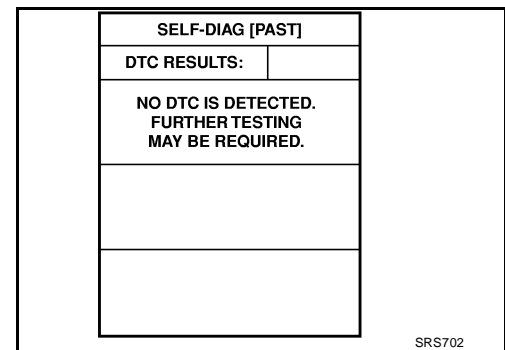 SELF-DIAG [PAST]
DTC RESULTS:
NO DTC IS DETECTED.
FURTHER TESTING
MAY BE REQUIRED.
SRS702